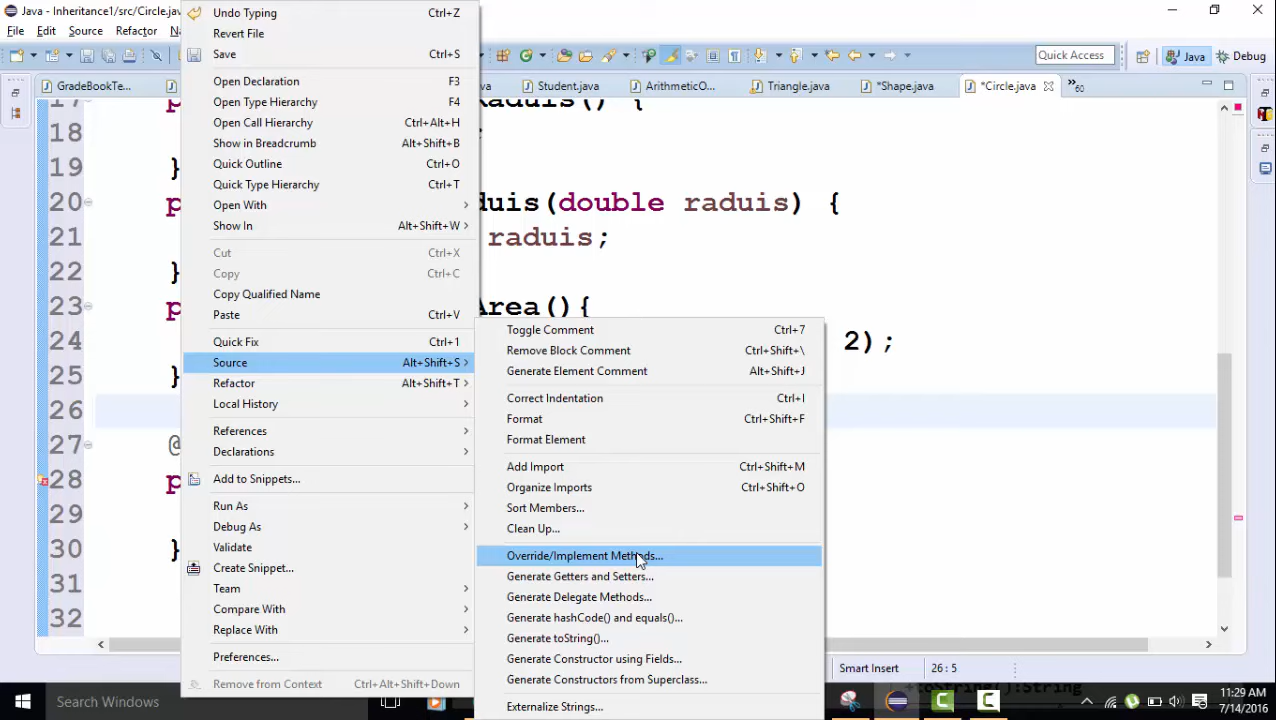 Java - Inheritance1/src/Circle.jav
File Edit Source Refactor N
Quick Access Java Debug
GradeBookTe... va Student.java ArithmeticO... Triangle.java *Shape.java *Circle.java 60
Undo Typing Ctrl+Z
Revert File
Save Ctrl+S
Open Declaration F3
Open Type Hierarchy F4
Open Call Hierarchy Ctrl+Alt+H
Show in Breadcrumb Alt+Shift+B
Quick Outline Ctrl+O
Quick Type Hierarchy Ctrl+T
Open With
Show In Alt+Shift+W
Cut Ctrl+X
Copy Ctrl+C
Copy Qualified Name
Paste Ctrl+V
Quick Fix Ctrl+1
Source Alt+Shift+S
Refactor Alt+Shift+T
Local History
References
Declarations
Add to Snippets...
Run As
Debug As
Validate
Create Snippet...
Team
Compare With
Replace With
Preferences...
Remove from Context Ctrl+Alt+Shift+Down
Toggle Comment Ctrl+7
Remove Block Comment Ctrl+Shift+\
Generate Element Comment Alt+Shift+J
Correct Indentation Ctrl+I
Format Ctrl+Shift+F
Format Element
Add Import Ctrl+Shift+M
Organize Imports Ctrl+Shift+O
Sort Members...
Clean Up...
Override/Implement Methods...
Generate Getters and Setters...
Generate Delegate Methods...
Generate hashCode() and equals()...
Generate toString()...
Generate Constructor using Fields...
Generate Constructors from Superclass...
Externalize Strings...
17 p Raduis() {
18 ;
19 }
20 p duis(double raduis) {
21 raduis;
22 }
23 p Area(){
24 2);
25 }
26
27 @
28 p
29
30 }
31
32
Smart Insert 26 : 5
+toString():String
Search Windows
11:29 AM
7/14/2016